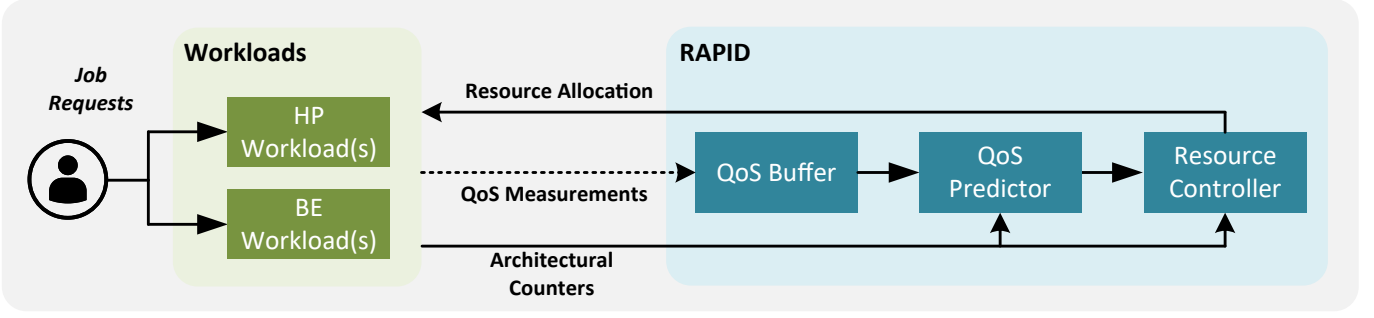 Workloads
RAPID
Job
Requests
Resource Allocation
HP
Workload(s)
QoS Buffer
QoS
Predictor
Resource
Controller
QoS Measurements
BE
Workload(s)
Architectural
Counters